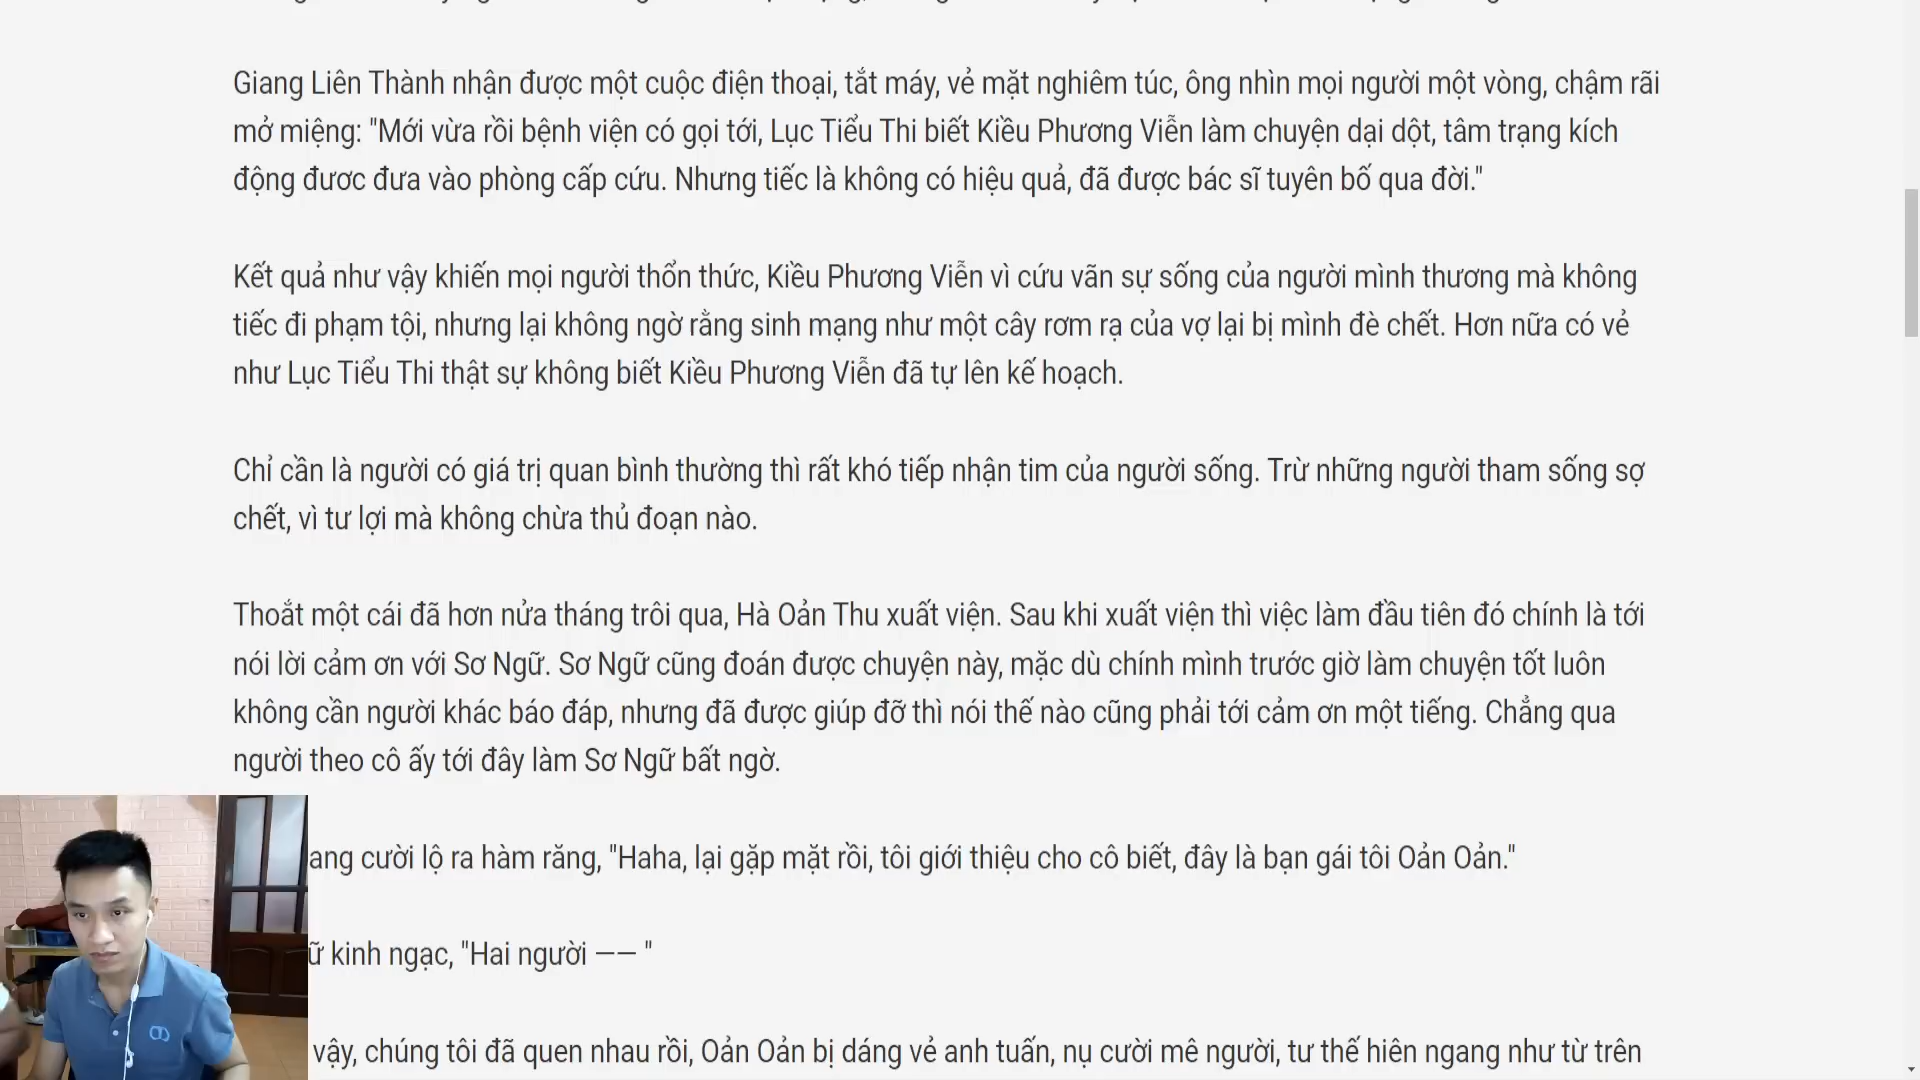 Giang Liên Thành nhận được một cuộc điện thoại, tắt máy, vẻ mặt nghiêm túc, ông nhìn mọi người một vòng, chậm rãi
mở miệng: "Mới vừa rồi bệnh viện có gọi tới, Lục Tiểu Thi biết Kiều Phương Viễn làm chuyện dại dột, tâm trạng kích
động đươc đưa vào phòng cấp cứu. Nhưng tiếc là không có hiệu quả, đã được bác sĩ tuyên bố qua đời."
Kết quả như vậy khiến mọi người thổn thức, Kiều Phương Viễn vì cứu vãn sự sống của người mình thương mà không
tiếc đi phạm tội, nhưng lại không ngờ rằng sinh mạng như một cây rơm rạ của vợ lại bị mình đè chết. Hơn nữa có vẻ
như Lục Tiểu Thi thật sự không biết Kiều Phương Viễn đã tự lên kế hoạch.
Chỉ cần là người có giá trị quan bình thường thì rất khó tiếp nhận tim của người sống. Trừ những người tham sống sợ
chết, vì tư lợi mà không chừa thủ đoạn nào.
Thoắt một cái đã hơn nửa tháng trôi qua, Hà Oản Thu xuất viện. Sau khi xuất viện thì việc làm đầu tiên đó chính là tới
nói lời cảm ơn với Sơ Ngữ. Sơ Ngữ cũng đoán được chuyện này, mặc dù chính mình trước giờ làm chuyện tốt luôn
không cần người khác báo đáp, nhưng đã được giúp đỡ thì nói thế nào cũng phải tới cảm ơn một tiếng. Chẳng qua
người theo cô ấy tới đây làm Sơ Ngữ bất ngờ.
ang cười lộ ra hàm răng, "Haha, lại gặp mặt rồi, tôi giới thiệu cho cô biết, đây là bạn gái tôi Oản Oản."
ữ kinh ngạc, "Hai người —— "
vậy, chúng tôi đã quen nhau rồi, Oản Oản bị dáng vẻ anh tuấn, nụ cười mê người, tư thế hiên ngang như từ trên